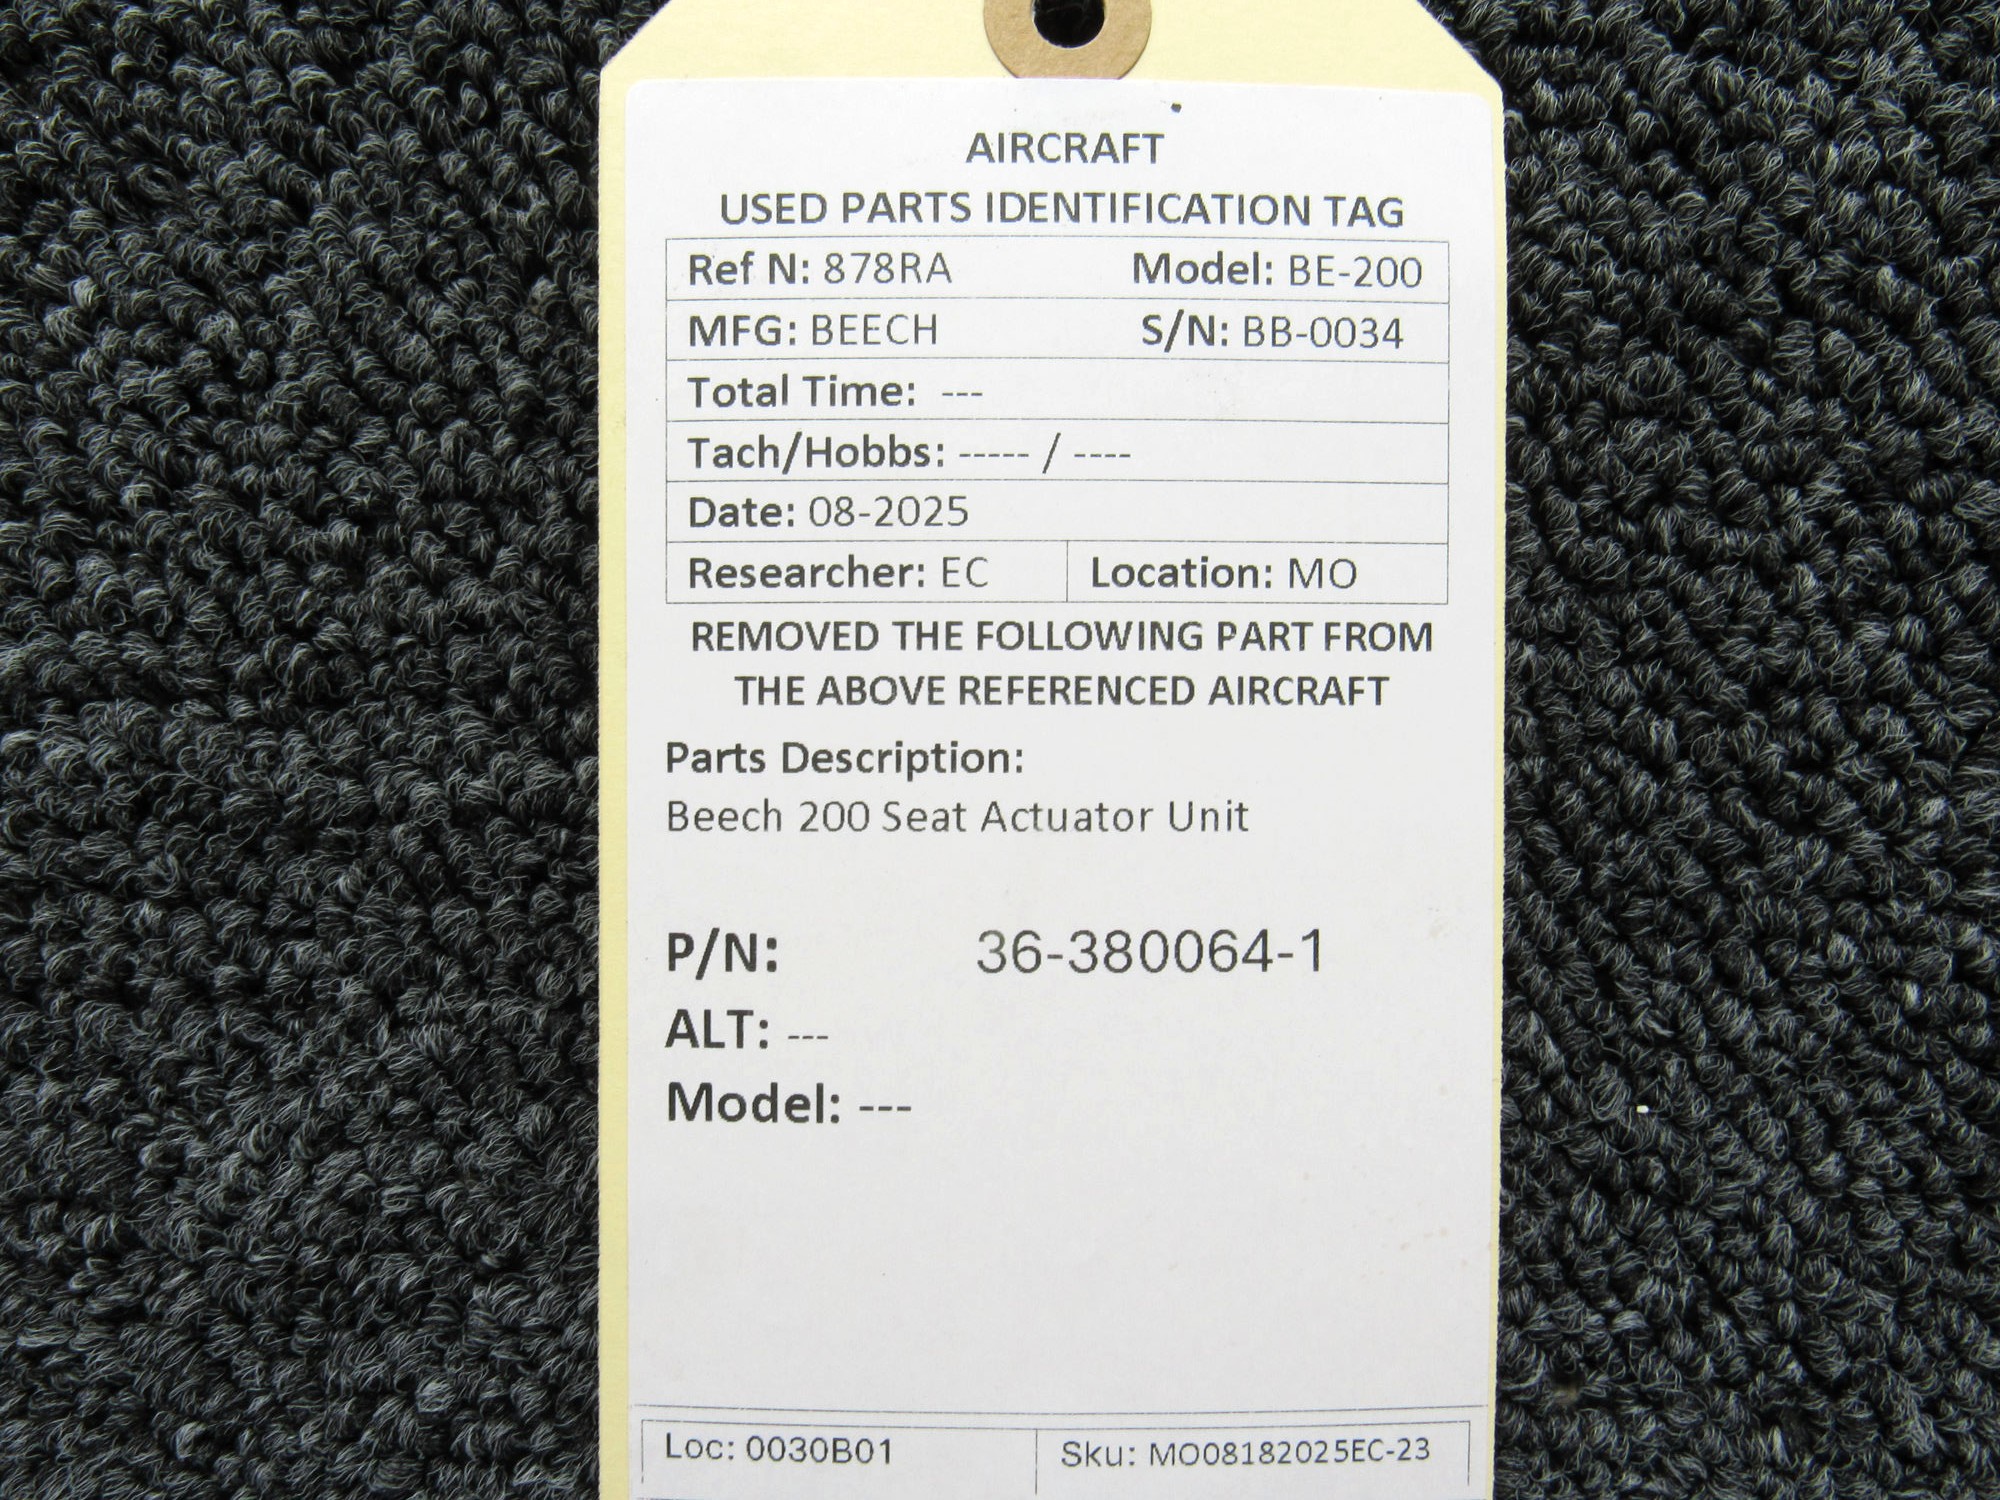 AIRCRAFT
USED PARTS IDENTIFICATION TAG
Ref N: 878RA Model: BE-200
MFG: BEECH S/N: BB-0034
Total Time: ---
Tach/Hobbs: ----- / ----
Date: 08-2025
Researcher: EC Location: MO
REMOVED THE FOLLOWING PART FROM
THE ABOVE REFERENCED AIRCRAFT
Parts Description:
Beech 200 Seat Actuator Unit
P/N: 36-380064-1
ALT: ---
Model: ---
Loc: 0030B01 Sku: MO08182025EC-23